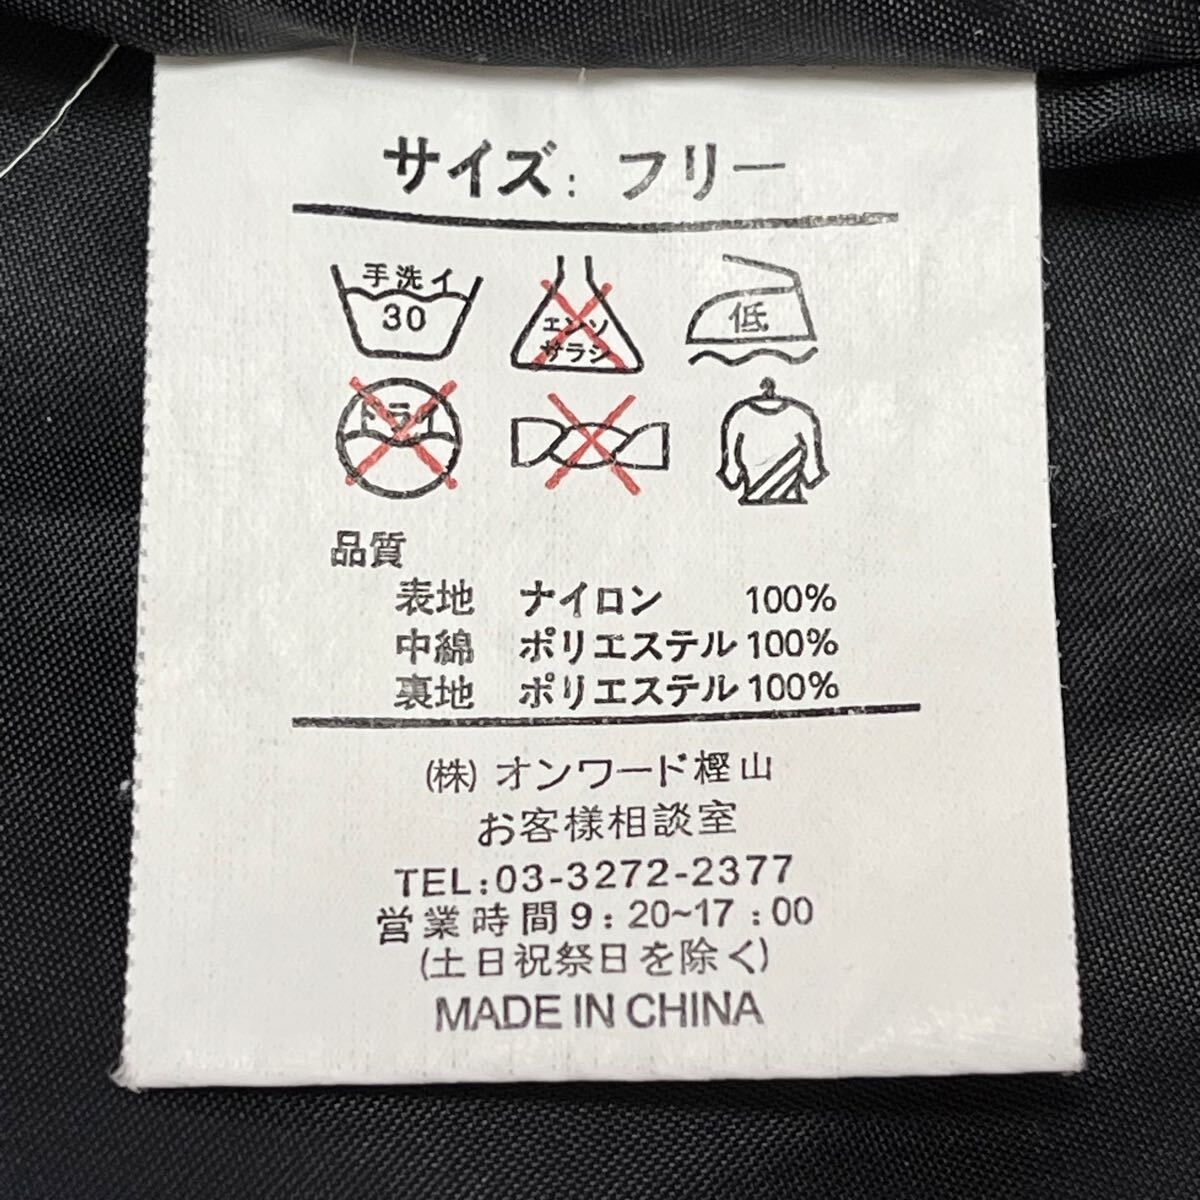 サイズ: フリー
手洗イ
30
エンソ
サラシ
低
ドライ
品質
表地 ナイロン 100%
中綿 ポリエステル 100%
裏地 ポリエステル 100%
(株) オンワード樫山
お客様相談室
TEL:03-3272-2377
営業時間9:20~17:00
(土日祝祭日を除く)
MADE IN CHINA